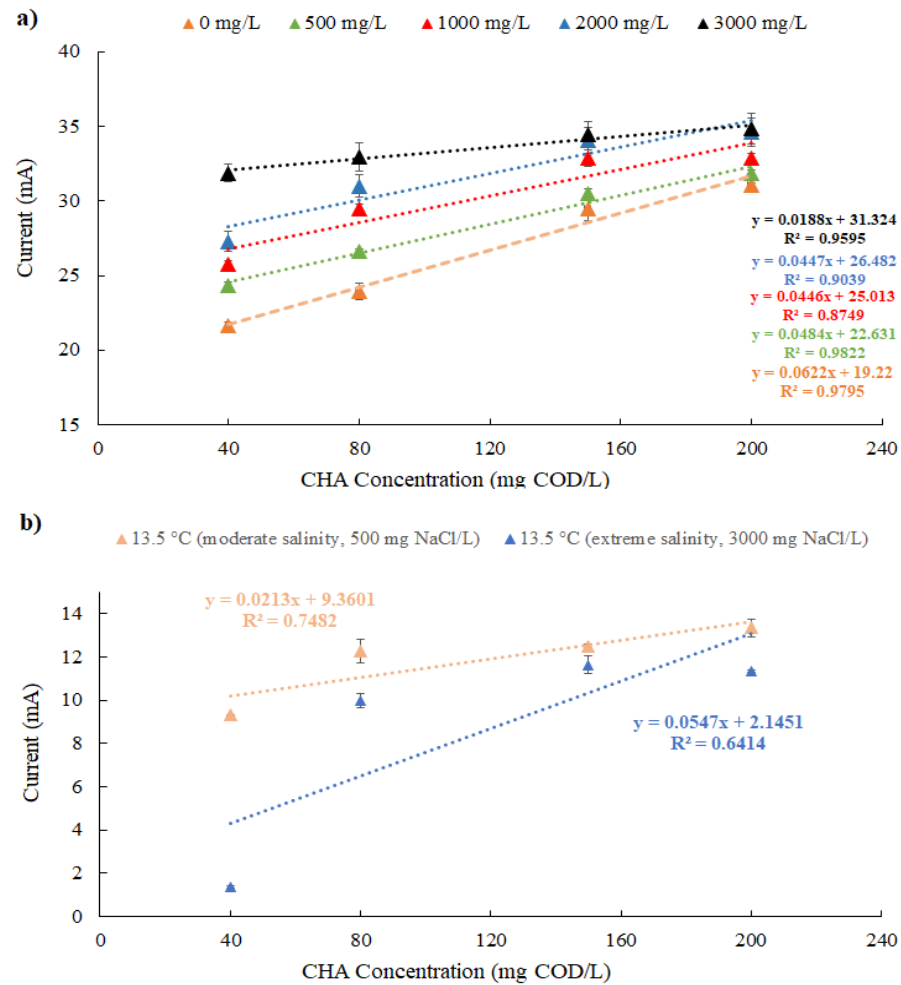 a)
0 mg/L 500 mg/L 1000 mg/L 2000 mg/L 3000 mg/L
40
35
30
25
20
15
Current (mA)
y = 0.0188x + 31.324
R² = 0.9595
y = 0.0447x + 26.482
R² = 0.9039
y = 0.0446x + 25.013
R² = 0.8749
y = 0.0484x + 22.631
R² = 0.9822
y = 0.0622x + 19.22
R² = 0.9795
0 40 80 120 160 200 240
CHA Concentration (mg COD/L)
b)
13.5 °C (moderate salinity, 500 mg NaCl/L) 13.5 °C (extreme salinity, 3000 mg NaCl/L)
14
12
10
8
6
4
2
0
Current (mA)
y = 0.0213x + 9.3601
R² = 0.7482
y = 0.0547x + 2.1451
R² = 0.6414
0 40 80 120 160 200 240
CHA Concentration (mg COD/L)